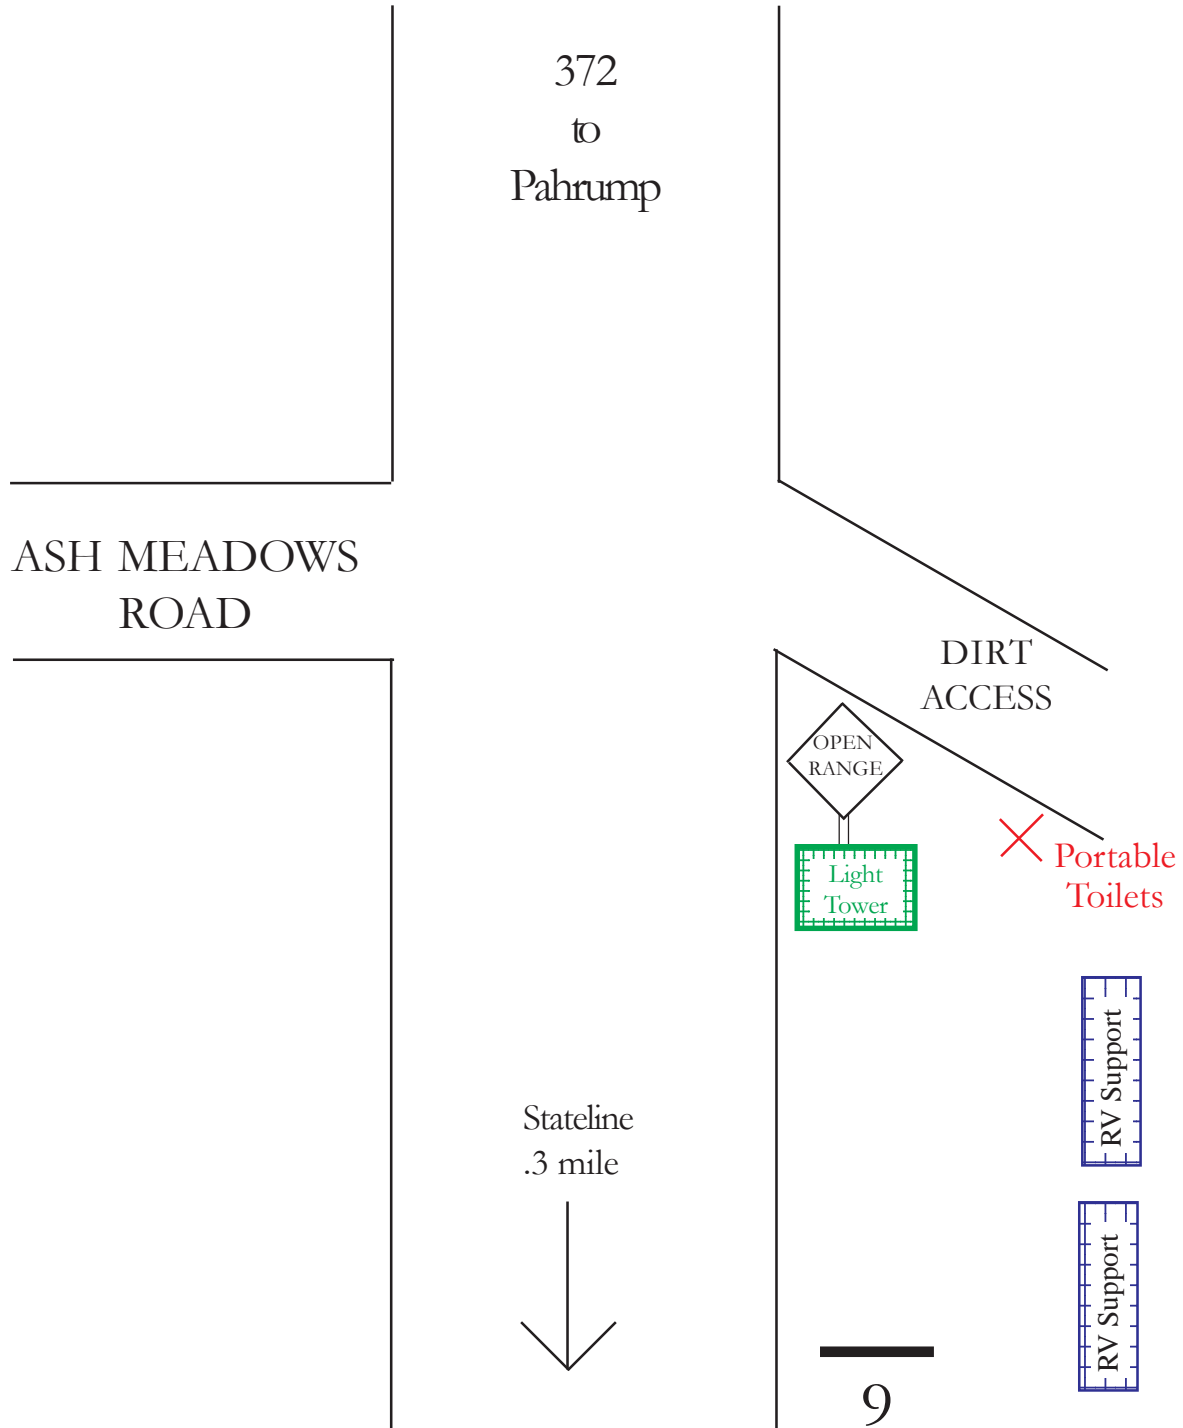 372
to
Pahrump
ASH MEADOWS
ROAD
DIRT
ACCESS
OPEN
RANGE
Light
Tower
Portable
Toilets
RV Support
Stateline
.3 mile
RV Support
9